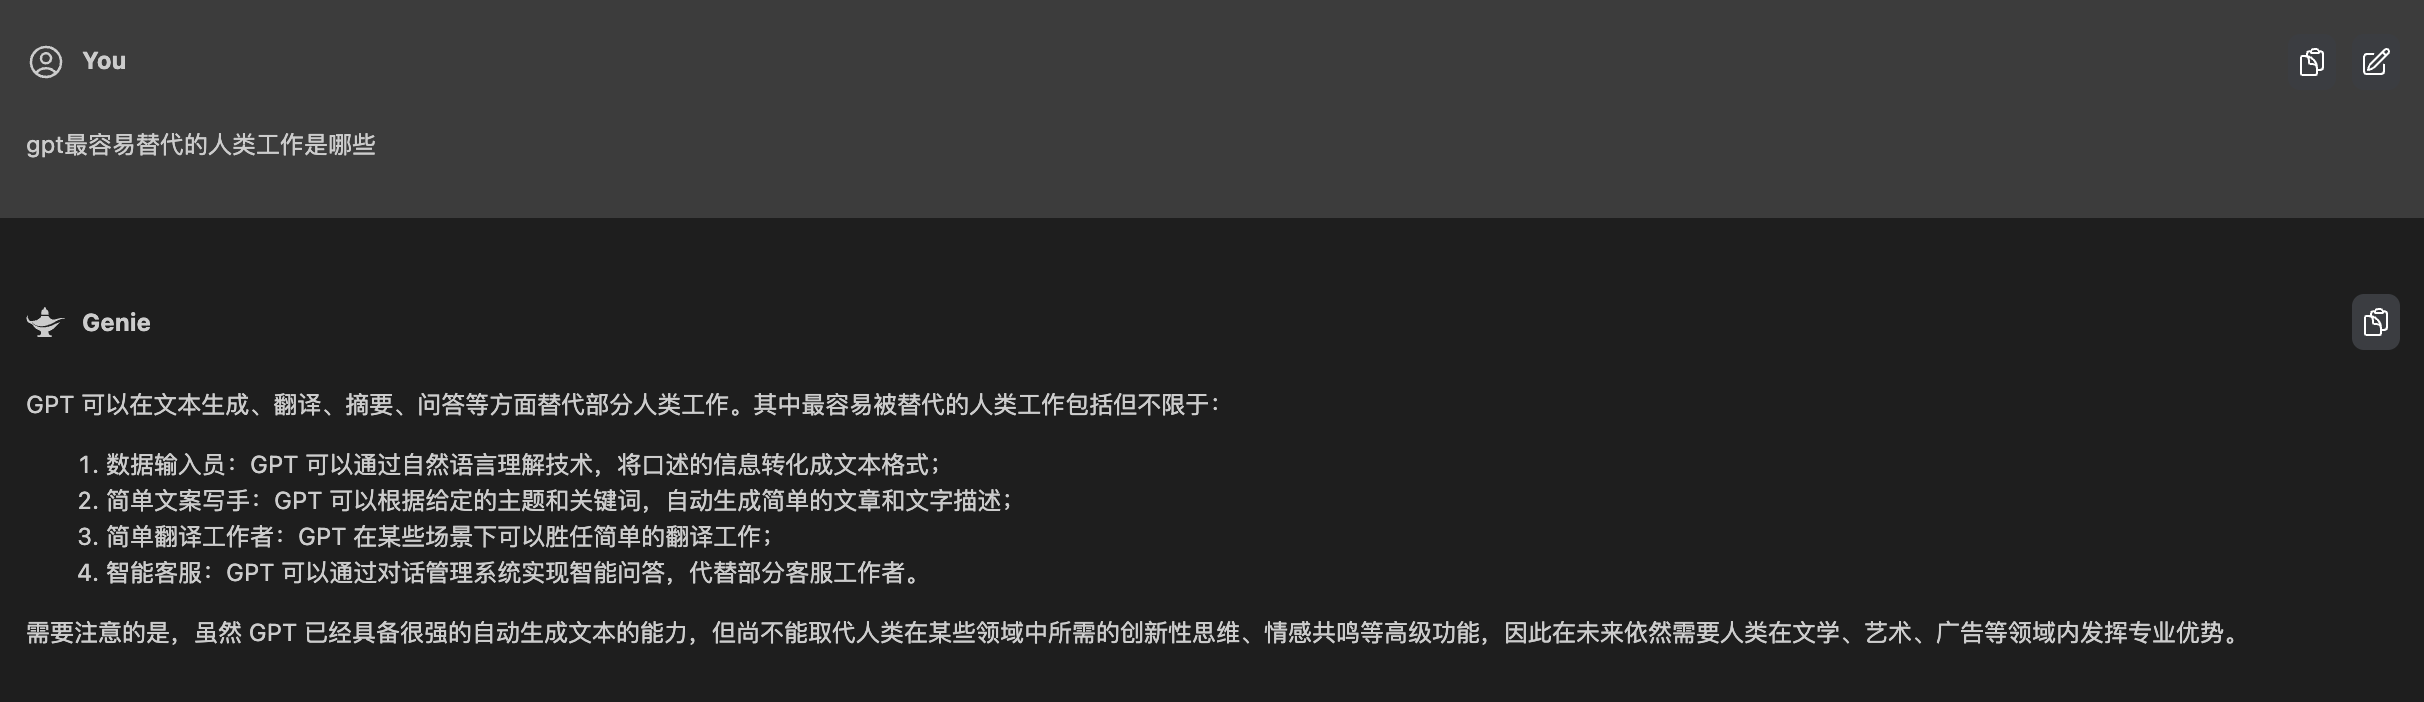 You
gpt最容易替代的人类工作是哪些
Genie
GPT 可以在文本生成、翻译、摘要、问答等方面替代部分人类工作。其中最容易被替代的人类工作包括但不限于：
1. 数据输入员：GPT 可以通过自然语言理解技术，将口述的信息转化成文本格式；
2. 简单文案写手：GPT 可以根据给定的主题和关键词，自动生成简单的文章和文字描述；
3. 简单翻译工作者：GPT 在某些场景下可以胜任简单的翻译工作；
4. 智能客服：GPT 可以通过对话管理系统实现智能问答，代替部分客服工作者。
需要注意的是，虽然 GPT 已经具备很强的自动生成文本的能力，但尚不能取代人类在某些领域中所需的创新性思维、情感共鸣等高级功能，因此在未来依然需要人类在文学、艺术、广告等领域内发挥专业优势。